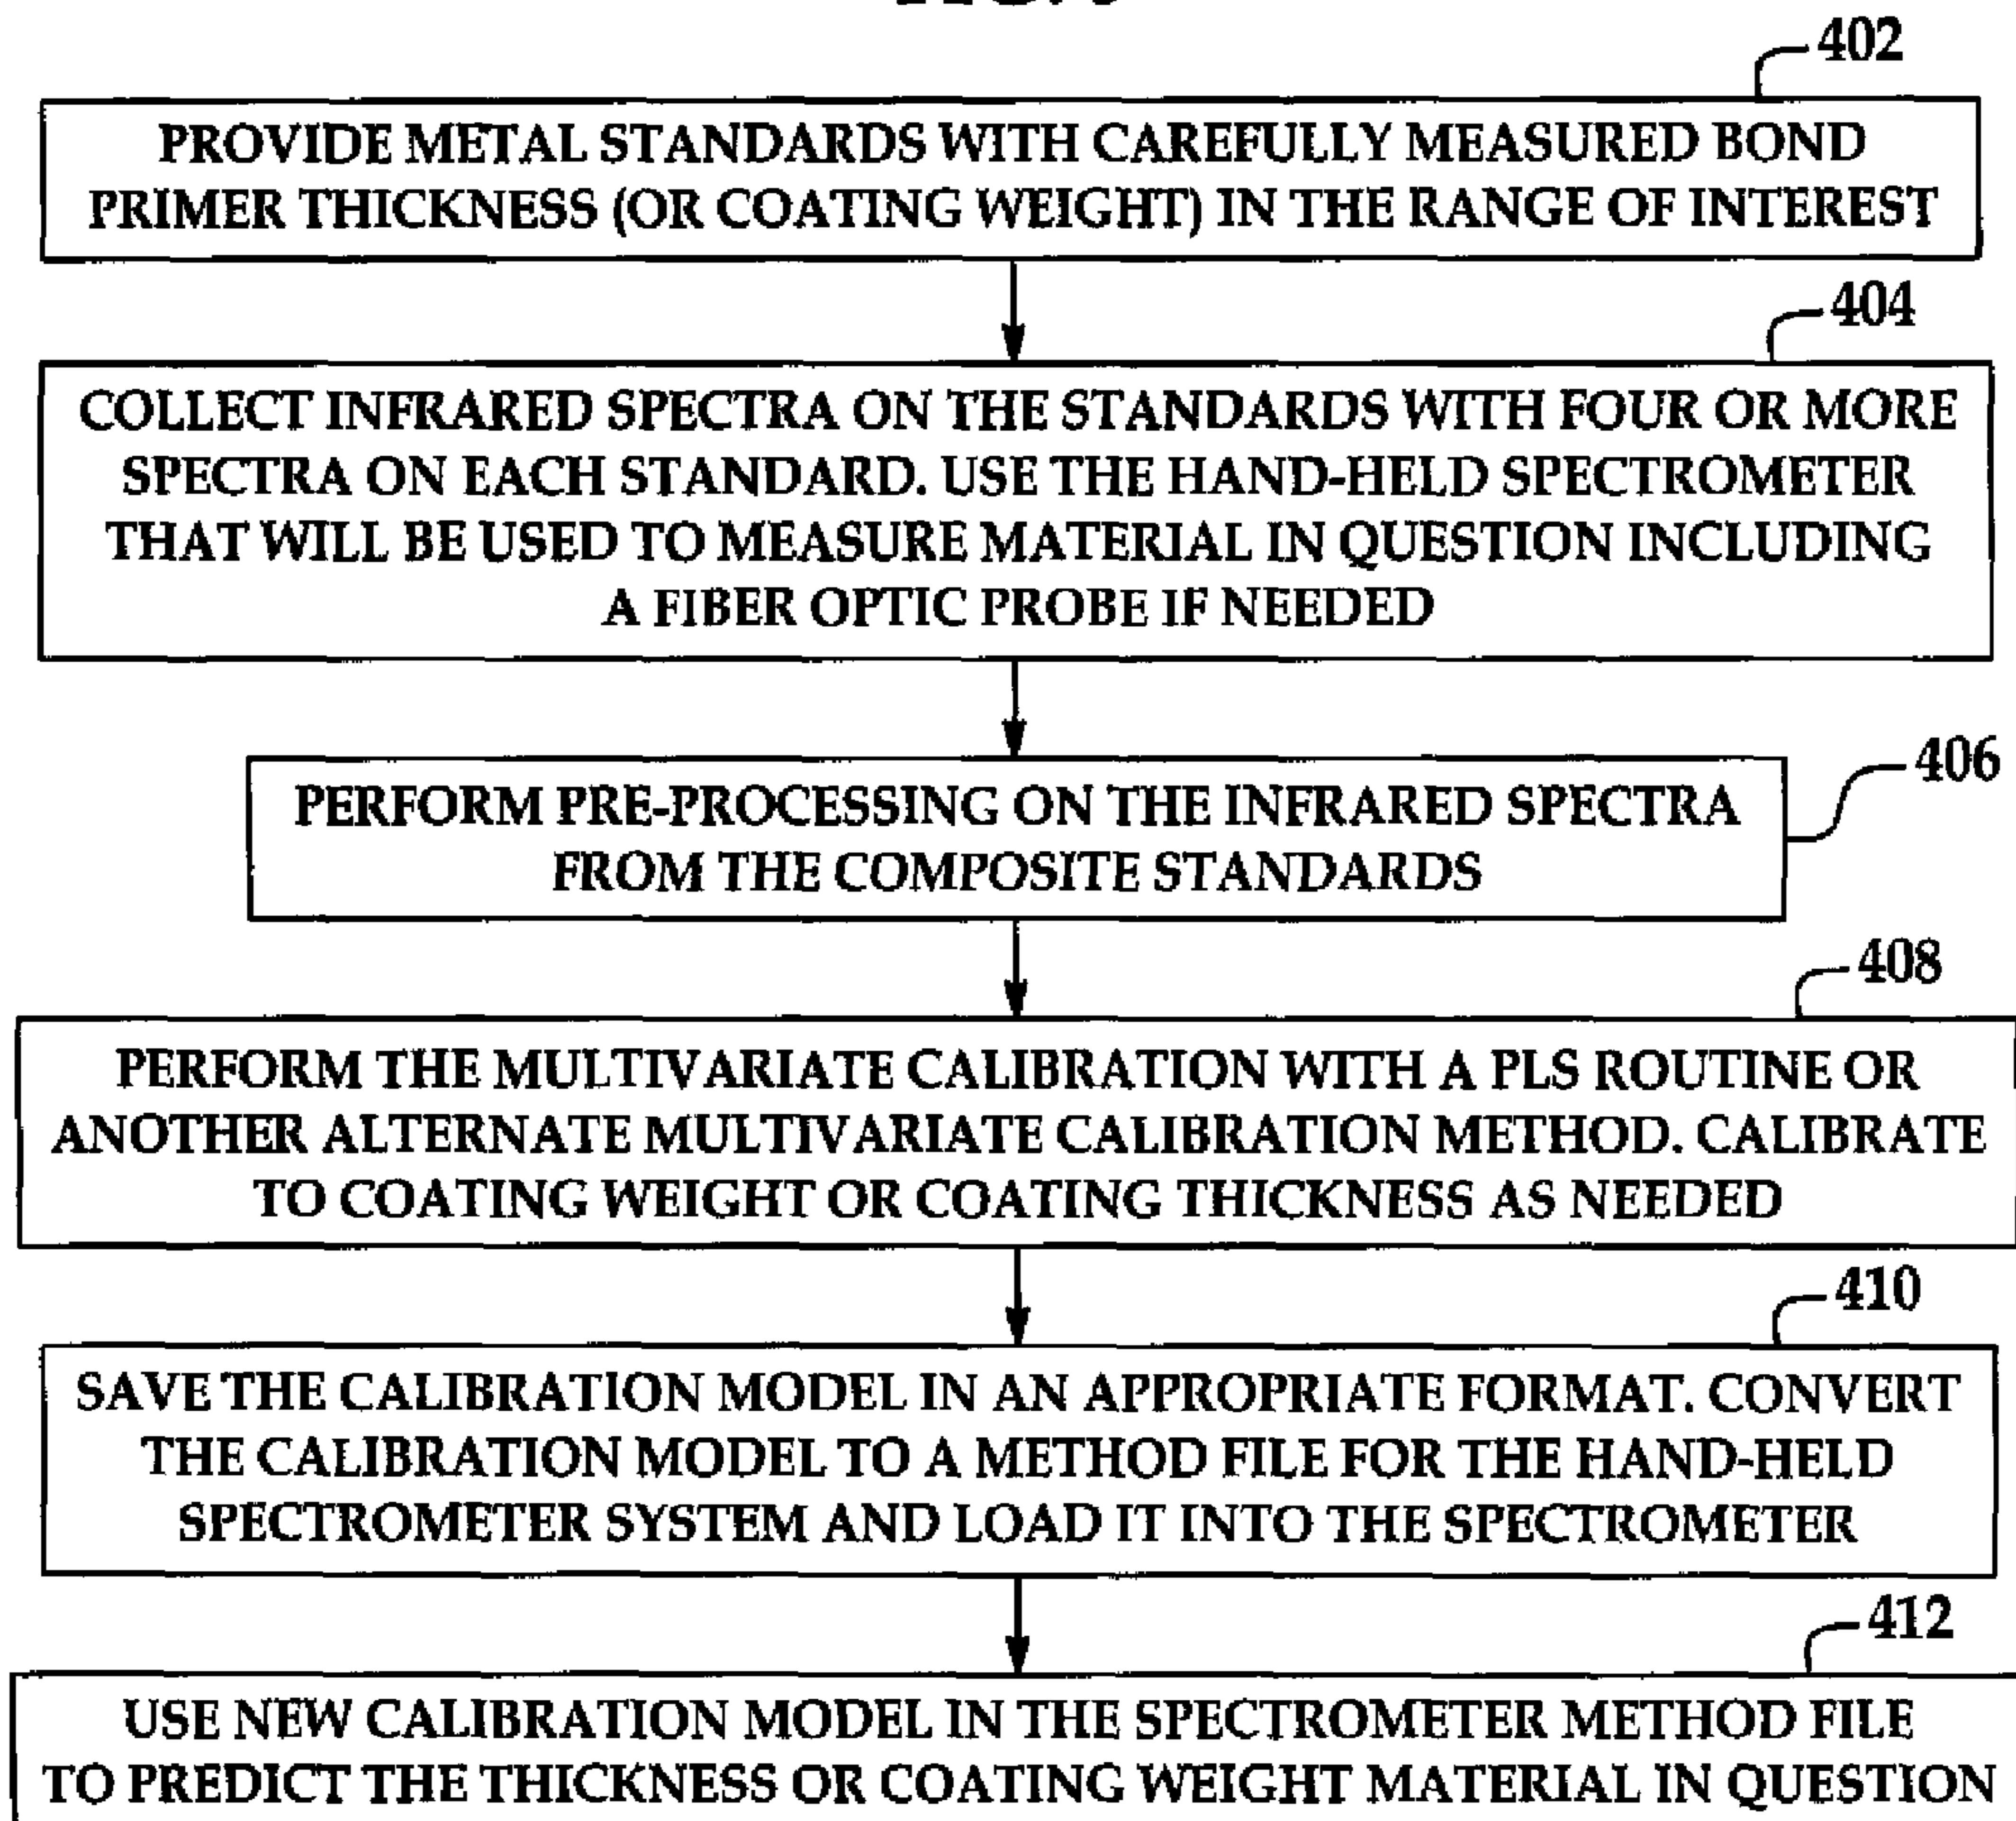 402
PROVIDE METAL STANDARDS WITH CAREFULLY MEASURED BOND
PRIMER THICKNESS (OR COATING WEIGHT) IN THE RANGE OF INTEREST
404
COLLECT INFRARED SPECTRA ON THE STANDARDS WITH FOUR OR MORE
SPECTRA ON EACH STANDARD. USE THE HAND-HELD SPECTROMETER
THAT WILL BE USED TO MEASURE MATERIAL IN QUESTION INCLUDING
A FIBER OPTIC PROBE IF NEEDED
406
PERFORM PRE-PROCESSING ON THE INFRARED SPECTRA
FROM THE COMPOSITE STANDARDS
408
PERFORM THE MULTIVARIATE CALIBRATION WITH A PLS ROUTINE OR
ANOTHER ALTERNATE MULTIVARIATE CALIBRATION METHOD. CALIBRATE
TO COATING WEIGHT OR COATING THICKNESS AS NEEDED
410
SAVE THE CALIBRATION MODEL IN AN APPROPRIATE FORMAT. CONVERT
THE CALIBRATION MODEL TO A METHOD FILE FOR THE HAND-HELD
SPECTROMETER SYSTEM AND LOAD IT INTO THE SPECTROMETER
412
USE NEW CALIBRATION MODEL IN THE SPECTROMETER METHOD FILE
TO PREDICT THE THICKNESS OR COATING WEIGHT MATERIAL IN QUESTION